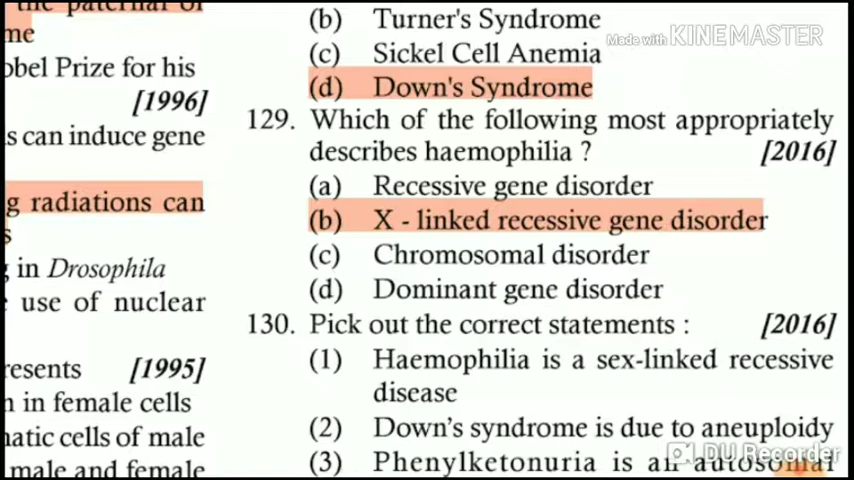 the paternal or
me
obel Prize for his
[1996]
s can induce gene
g radiations can
s
g in Drosophila
use of nuclear
resents [1995]
n in female cells
natic cells of male
male and female
(b) Turner's Syndrome
(c) Sickel Cell Anemia
(d) Down's Syndrome
129. Which of the following most appropriately
describes haemophilia ? [2016]
(a) Recessive gene disorder
(b) X - linked recessive gene disorder
(c) Chromosomal disorder
(d) Dominant gene disorder
130. Pick out the correct statements : [2016]
(1) Haemophilia is a sex-linked recessive
disease
(2) Down's syndrome is due to aneuploidy
(3) Phenylketonuria is an autosomal
Made with KINEMASTER
DU Recorder